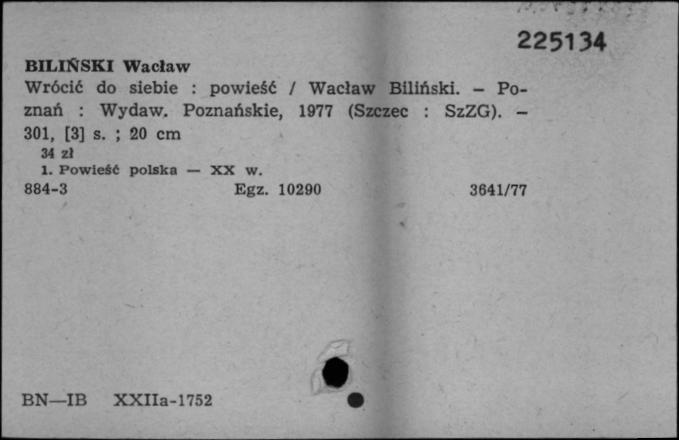 225134
BILIŃSKI Wacław
Wrócić do siebie : powieść / Wacław Biliński. – Po-
znań : Wydaw. Poznańskie, 1977 (Szczec : SzZG). –
301, [3] s. ; 20 cm
34 zł
1. Powieść polska — XX w.
884-3 Egz. 10290 3641/77
BN—IB XXIIa-1752